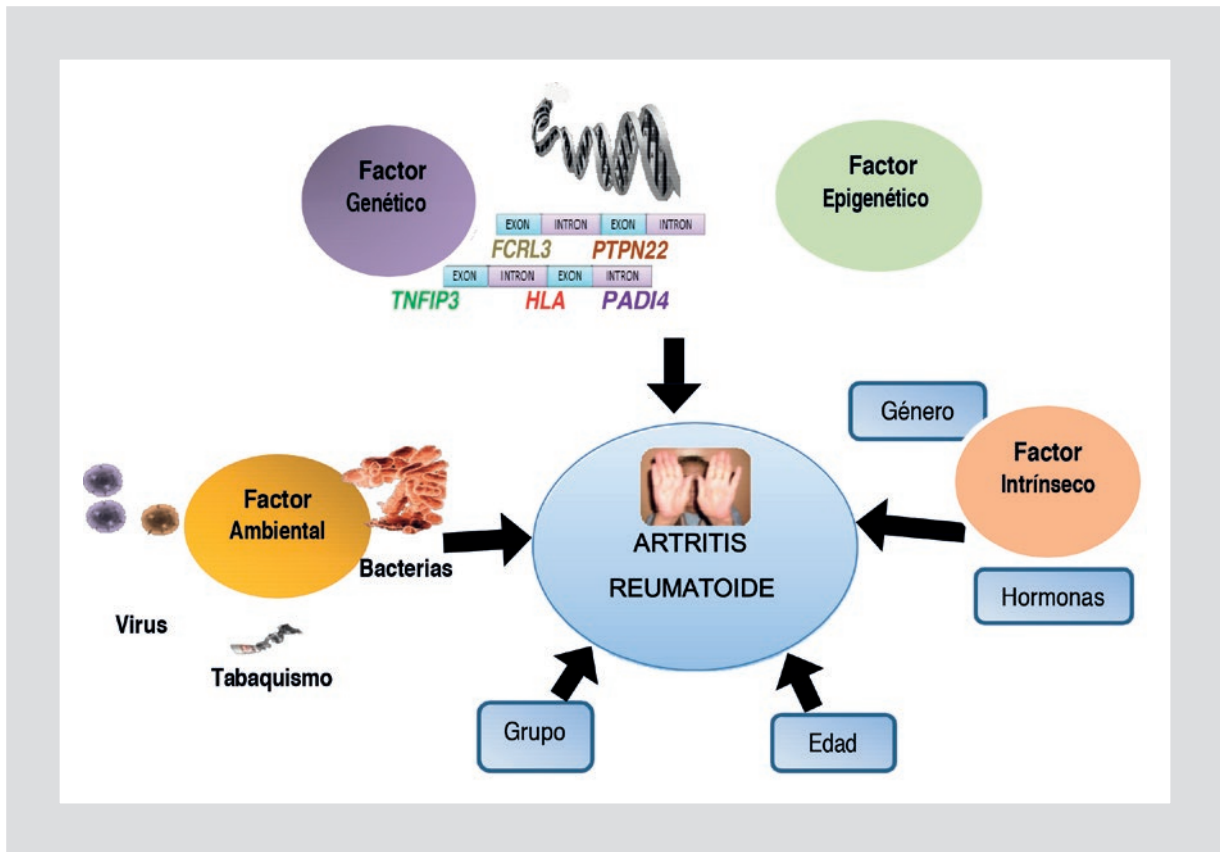 Factor
Genético
Factor
Epigenético
EXON INTRON EXON INTRON
FCRL3 PTPN22
EXON INTRON EXON INTRON
TNFIP3 HLA PADI4
Género
Factor
Intrínseco
Hormonas
Factor
Ambiental
Bacterias
Virus
Tabaquismo
ARTRITIS
REUMATOIDE
Grupo
Edad